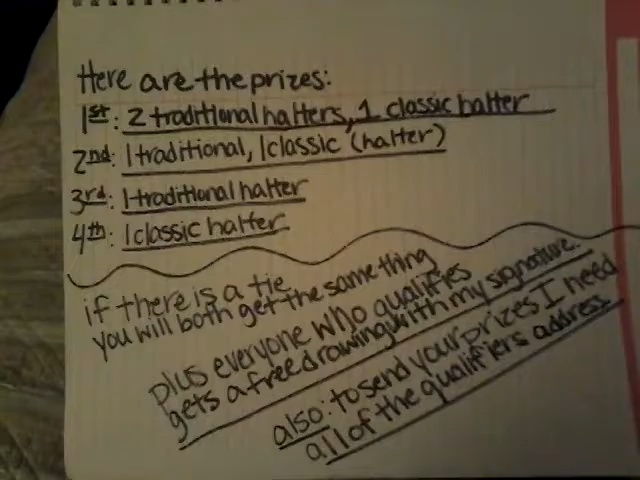 Here are the prizes:
1st: 2 traditional halters, 1 classic halter
2nd: 1 traditional, 1 classic (halter)
3rd: 1 traditional halter
4th: 1 classic halter
if there is a tie
you will both get the same thing
plus everyone who qualifies
gets a free drawing with my signature.
also: to send your prizes I need
all of the qualifiers address